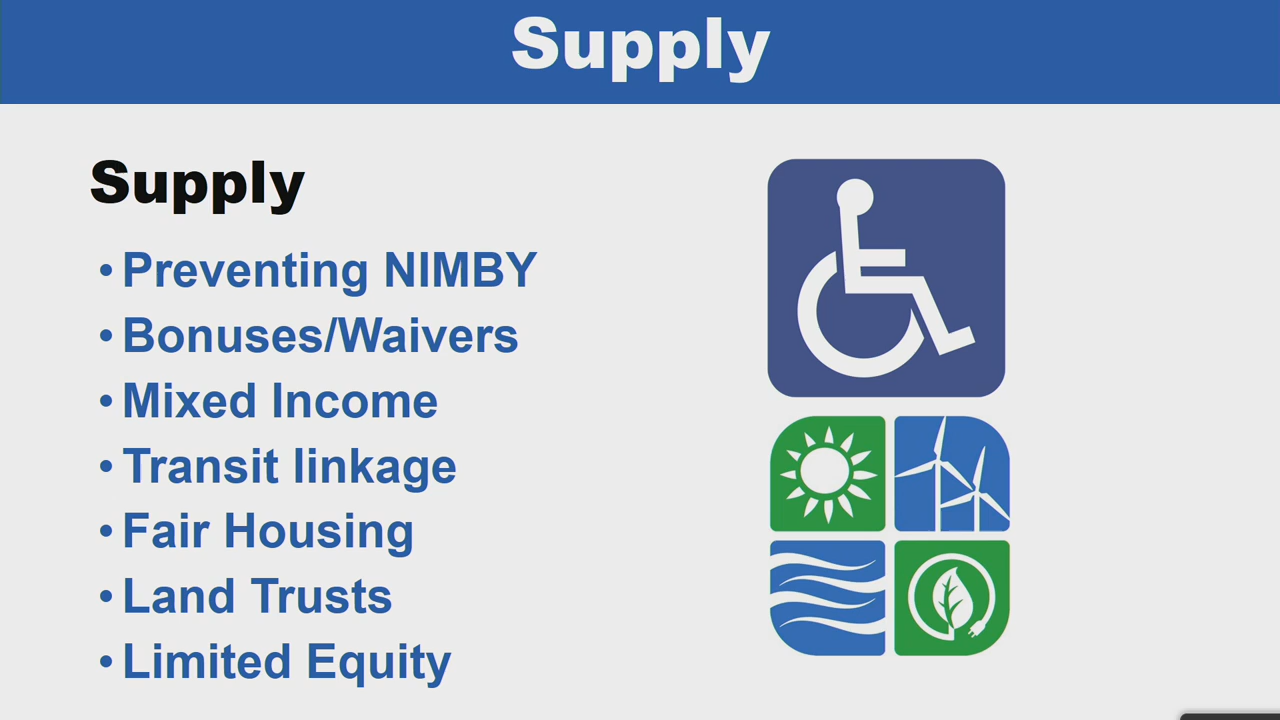 Supply
Supply
• Preventing NIMBY
• Bonuses/Waivers
• Mixed Income
• Transit linkage
• Fair Housing
• Land Trusts
• Limited Equity